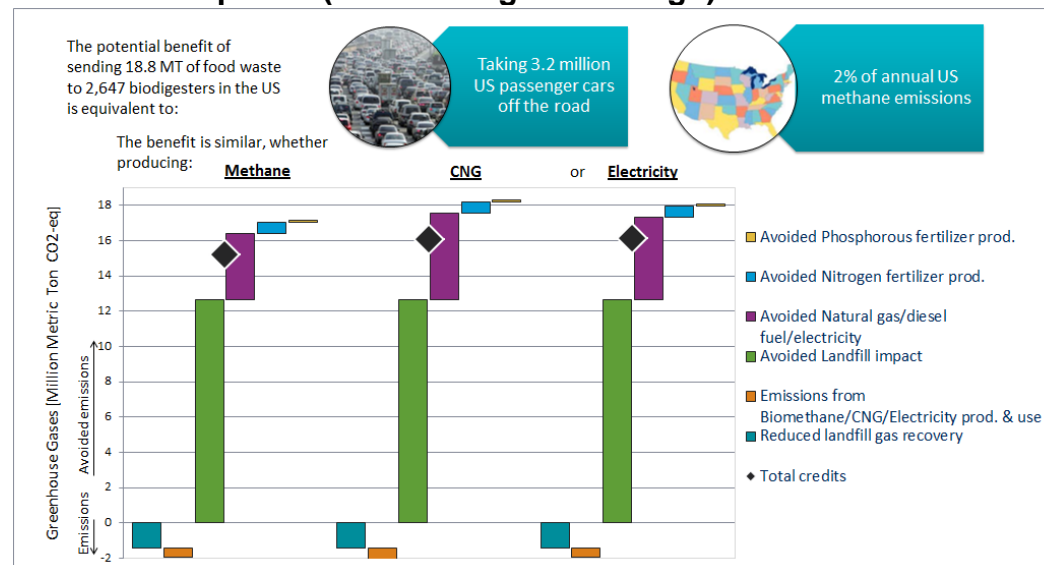 The potential benefit of
sending 18.8 MT of food waste
to 2,647 biodigesters in the US
is equivalent to:
Taking 3.2 million
US passenger cars
off the road
2% of annual US
methane emissions
The benefit is similar, whether
producing:
Methane
CNG
or
Electricity
Greenhouse Gases [Million Metric Ton CO2-eq]
Avoided emissions
Emissions
18
16
14
12
10
8
6
4
2
0
-2
Avoided Phosphorous fertilizer prod.
Avoided Nitrogen fertilizer prod.
Avoided Natural gas/diesel
fuel/electricity
Avoided Landfill impact
Emissions from
Biomethane/CNG/Electricity prod. & use
Reduced landfill gas recovery
Total credits